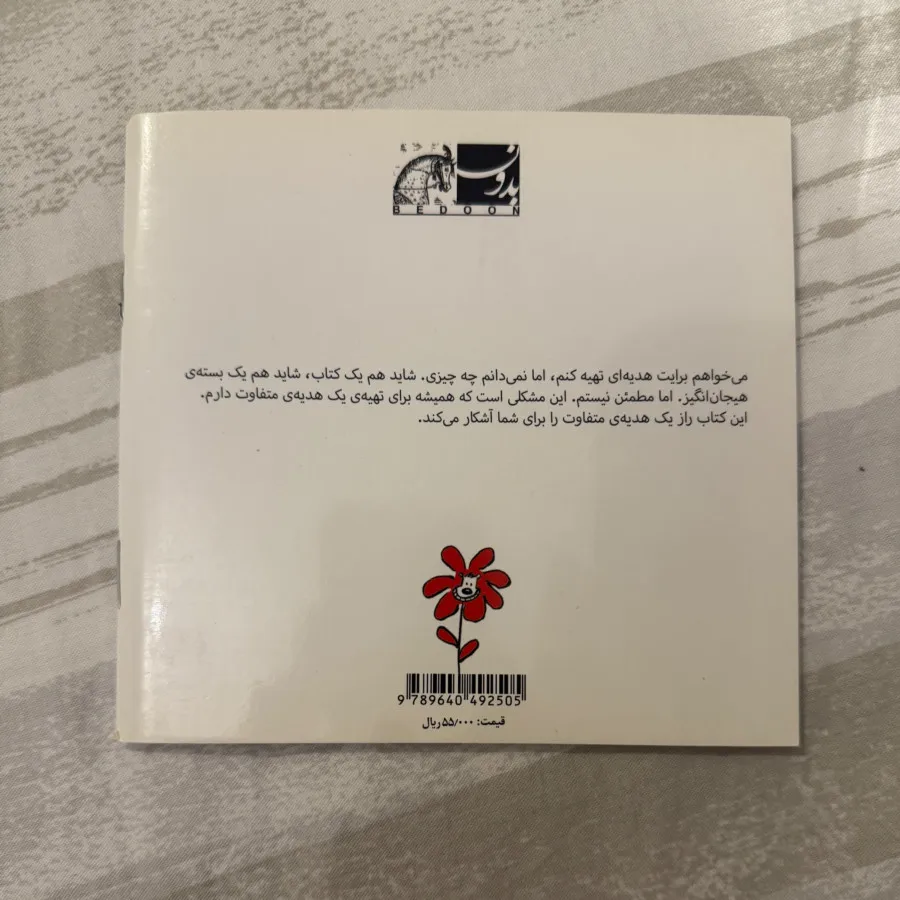 بدون
BEDOON
می‌خواهم برایت هدیه‌ای تهیه کنم، اما نمی‌دانم چه چیزی. شاید هم یک کتاب، شاید هم یک بسته‌ی
هیجان‌انگیز. اما مطمئن نیستم. این مشکلی است که همیشه برای تهیه‌ی یک هدیه‌ی متفاوت دارم.
این کتاب راز یک هدیه‌ی متفاوت را برای شما آشکار می‌کند.
9 789640 492505
قیمت: ۵۵/۰۰۰ ریال